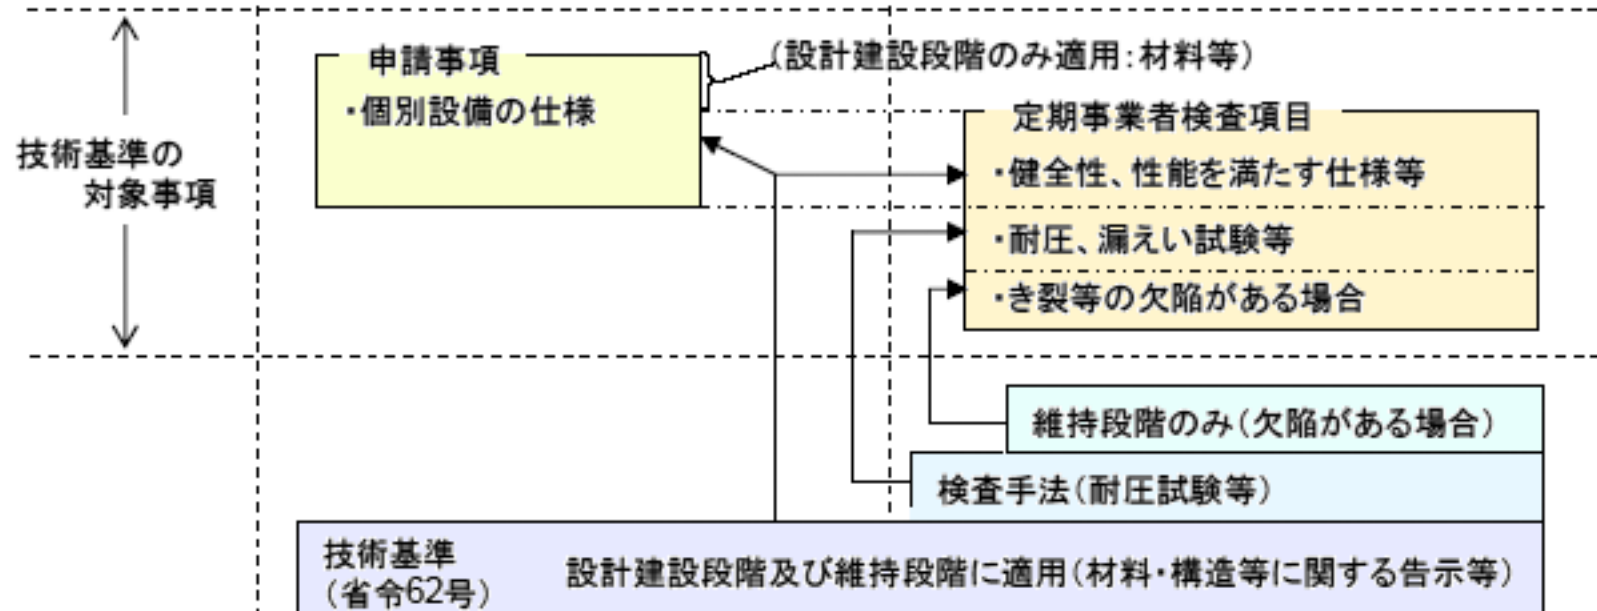 申請事項
・個別設備の仕様
（設計建設段階のみ適用：材料等）
技術基準の
対象事項
定期事業者検査項目
・健全性、性能を満たす仕様等
・耐圧、漏えい試験等
・き裂等の欠陥がある場合
維持段階のみ（欠陥がある場合）
検査手法（耐圧試験等）
技術基準
（省令62号）
設計建設段階及び維持段階に適用（材料・構造等に関する告示等）